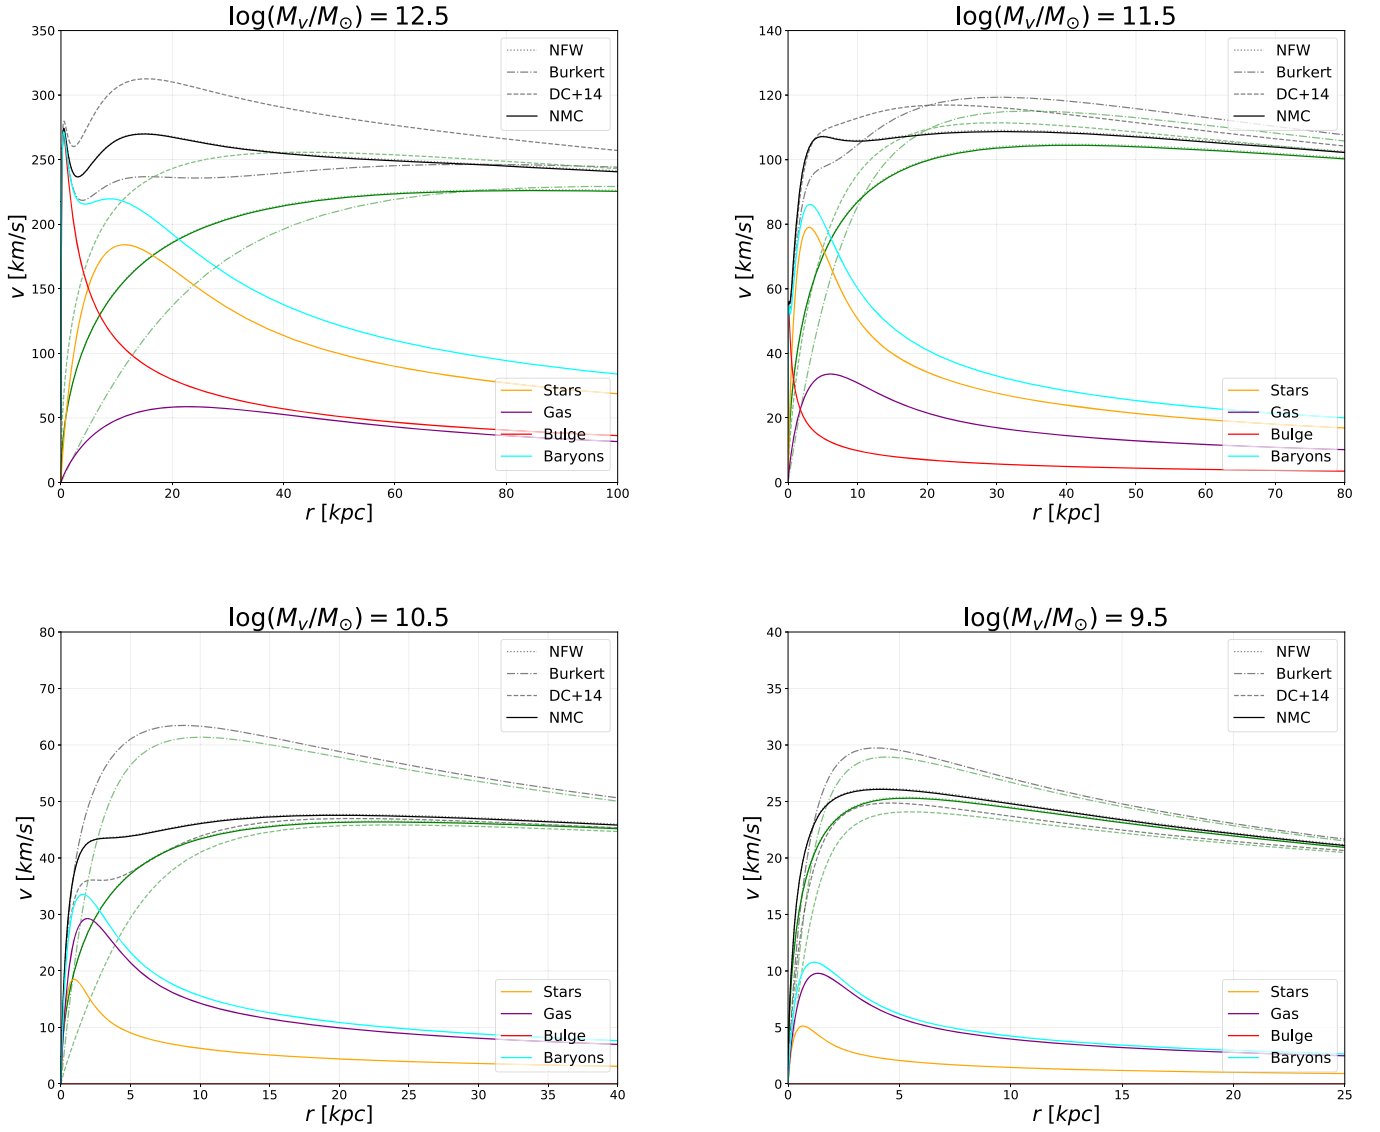 log(M_v/M_⊙) = 12.5
350
300
250
200
150
100
50
0
v [km/s]
0 20 40 60 80 100
r [kpc]
NFW
Burkert
DC+14
NMC
Stars
Gas
Bulge
Baryons
log(M_v/M_⊙) = 11.5
140
120
100
80
60
40
20
0
v [km/s]
0 10 20 30 40 50 60 70 80
r [kpc]
NFW
Burkert
DC+14
NMC
Stars
Gas
Bulge
Baryons
log(M_v/M_⊙) = 10.5
80
70
60
50
40
30
20
10
0
v [km/s]
0 5 10 15 20 25 30 35 40
r [kpc]
NFW
Burkert
DC+14
NMC
Stars
Gas
Bulge
Baryons
log(M_v/M_⊙) = 9.5
40
35
30
25
20
15
10
5
0
v [km/s]
0 5 10 15 20 25
r [kpc]
NFW
Burkert
DC+14
NMC
Stars
Gas
Bulge
Baryons